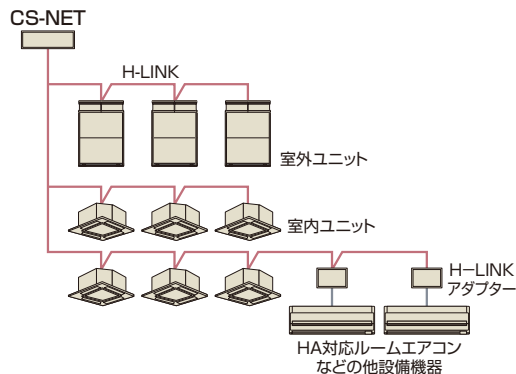 CS-NET
H-LINK
室外ユニット
室内ユニット
H−LINK
アダプター
HA対応ルームエアコン
などの他設備機器